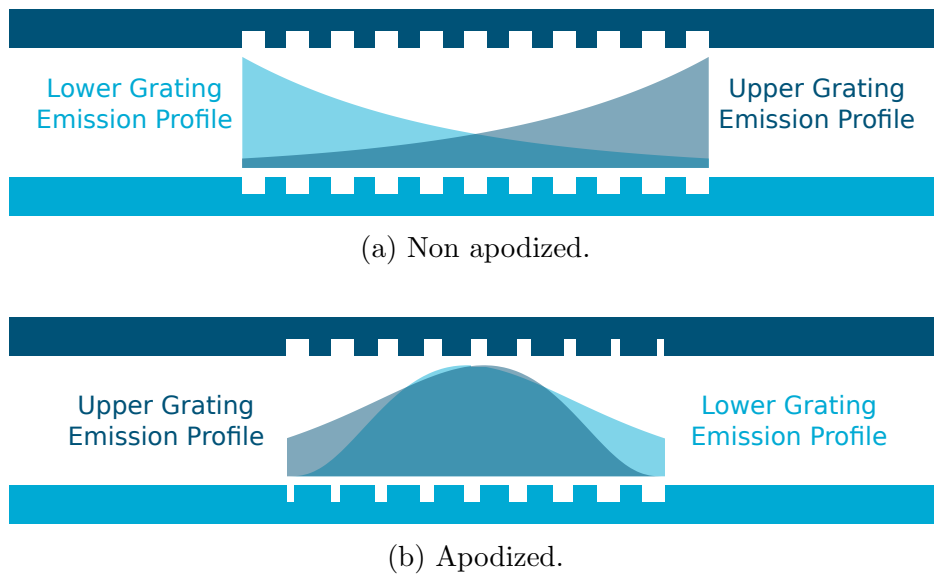 Lower Grating
Emission Profile
Upper Grating
Emission Profile
(a) Non apodized.
Upper Grating
Emission Profile
Lower Grating
Emission Profile
(b) Apodized.